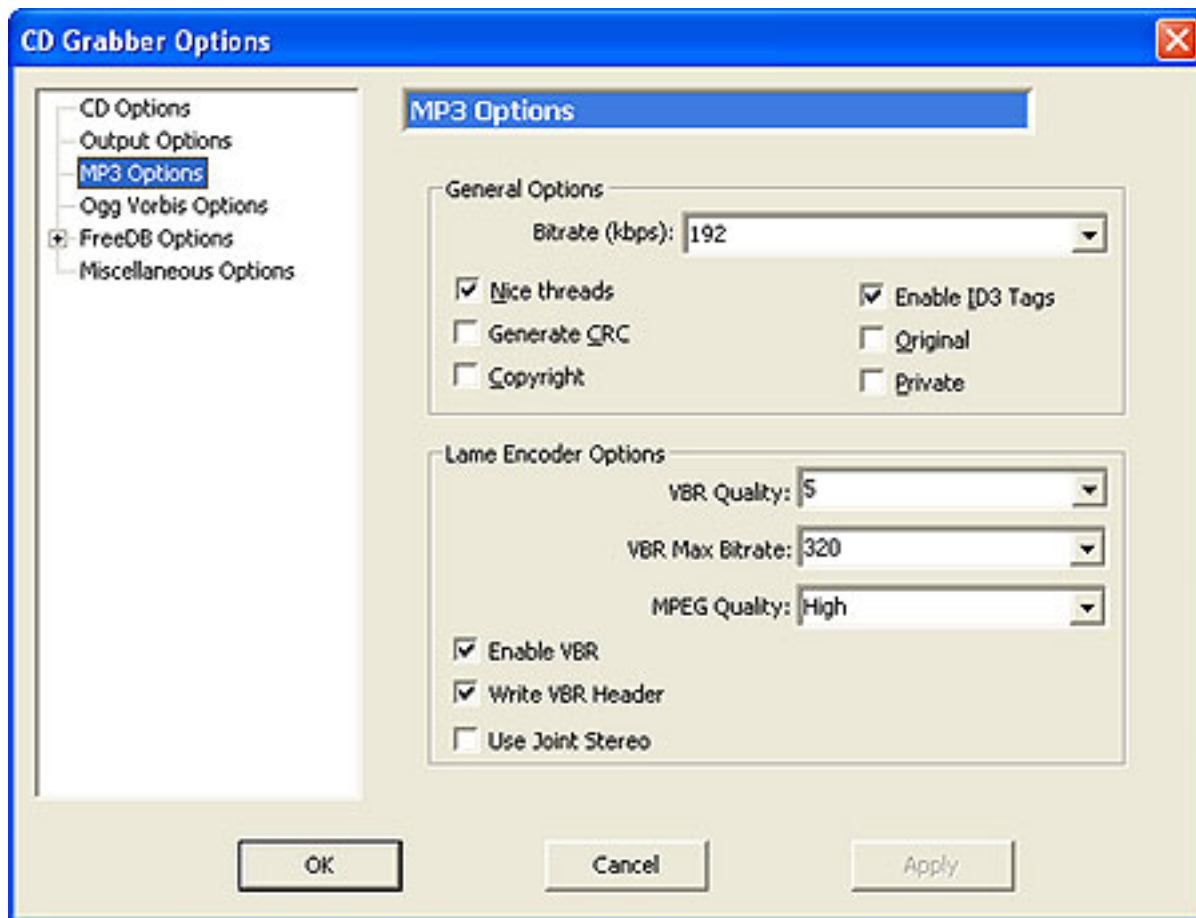 CD Grabber Options
CD Options
Output Options
MP3 Options
Ogg Vorbis Options
FreeDB Options
Miscellaneous Options
MP3 Options
General Options
Bitrate (kbps): 192
Nice threads
Enable ID3 Tags
Generate CRC
Original
Copyright
Private
Lame Encoder Options
VBR Quality: 5
VBR Max Bitrate: 320
MPEG Quality: High
Enable VBR
Write VBR Header
Use Joint Stereo
OK
Cancel
Apply